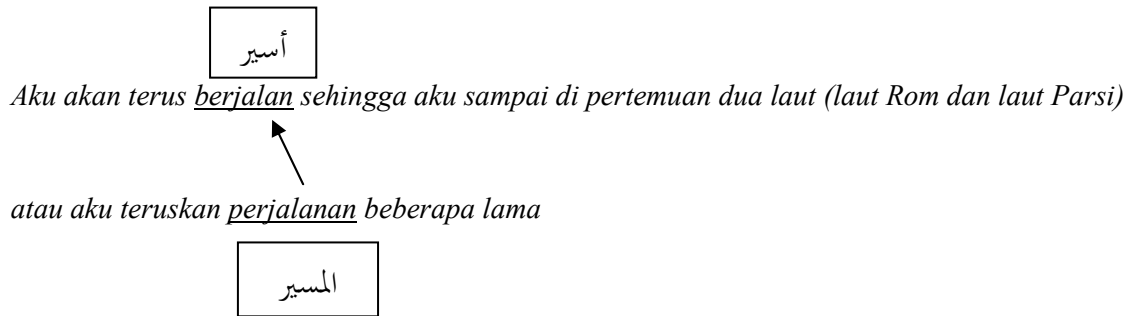 أسير
Aku akan terus berjalan sehingga aku sampai di pertemuan dua laut (laut Rom dan laut Parsi)
atau aku teruskan perjalanan beberapa lama
المسير